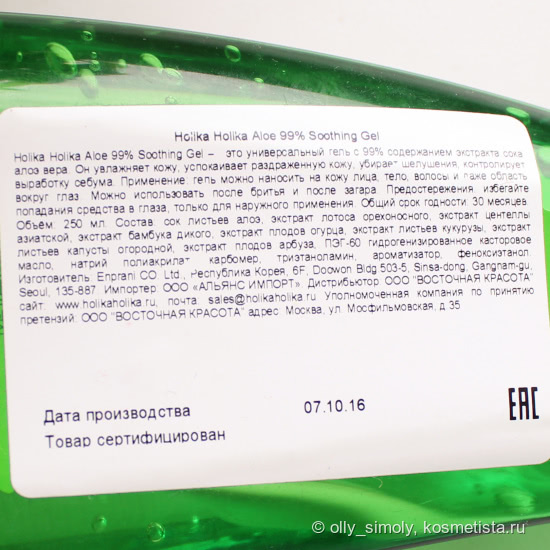 Holika Holika Aloe 99% Soothing Gel
Holika Holika Aloe 99% Soothing Gel – это универсальный гель с 99% содержанием экстракта сока
алоэ вера. Он увлажняет кожу, успокаивает раздраженную кожу, убирает шелушения, контролирует
выработку себума. Применение: гель можно наносить на кожу лица, тело, волосы и даже область
вокруг глаз. Можно использовать после бритья и после загара. Предостережения: избегайте
попадания средства в глаза, только для наружного применения. Общий срок годности: 30 месяцев.
Объем: 250 мл. Состав: сок листьев алоэ, экстракт лотоса орехоносного, экстракт центеллы
азиатской, экстракт бамбука дикого, экстракт плодов огурца, экстракт листьев кукурузы, экстракт
листьев капусты огородной, экстракт плодов арбуза, ПЭГ-60 гидрогенизированное касторовое
масло, натрий полиакрилат, карбомер, триэтаноламин, ароматизатор, феноксиэтанол.
Изготовитель: Enprani CO Ltd., Республика Корея, 6F, Doowon Bldg 503-5, Sinsa-dong, Gangnam-gu,
Seoul, 135-887 Импортер: ООО «АЛЬЯНС ИМПОРТ». Дистрибьютор: ООО "ВОСТОЧНАЯ КРАСОТА"
сайт: www.holikaholika.ru, почта: sales@holikaholika.ru Уполномоченная компания по принятию
претензий: ООО "ВОСТОЧНАЯ КРАСОТА" адрес: Москва, ул. Мосфильмовская, д.35
Дата производства 07.10.16
EAC
Товар сертифицирован
© olly_simoly, kosmetista.ru